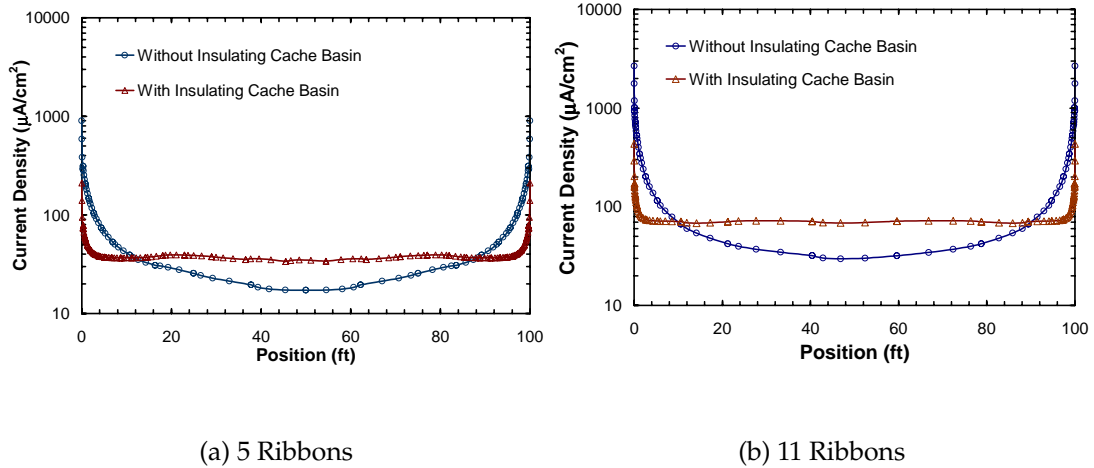 10000
1000
100
10
Current Density (µA/cm²)
Without Insulating Cache Basin
With Insulating Cache Basin
0 20 40 60 80 100
Position (ft)
(a) 5 Ribbons
10000
1000
100
10
Current Density (µA/cm²)
Without Insulating Cache Basin
With Insulating Cache Basin
0 20 40 60 80 100
Position (ft)
(b) 11 Ribbons